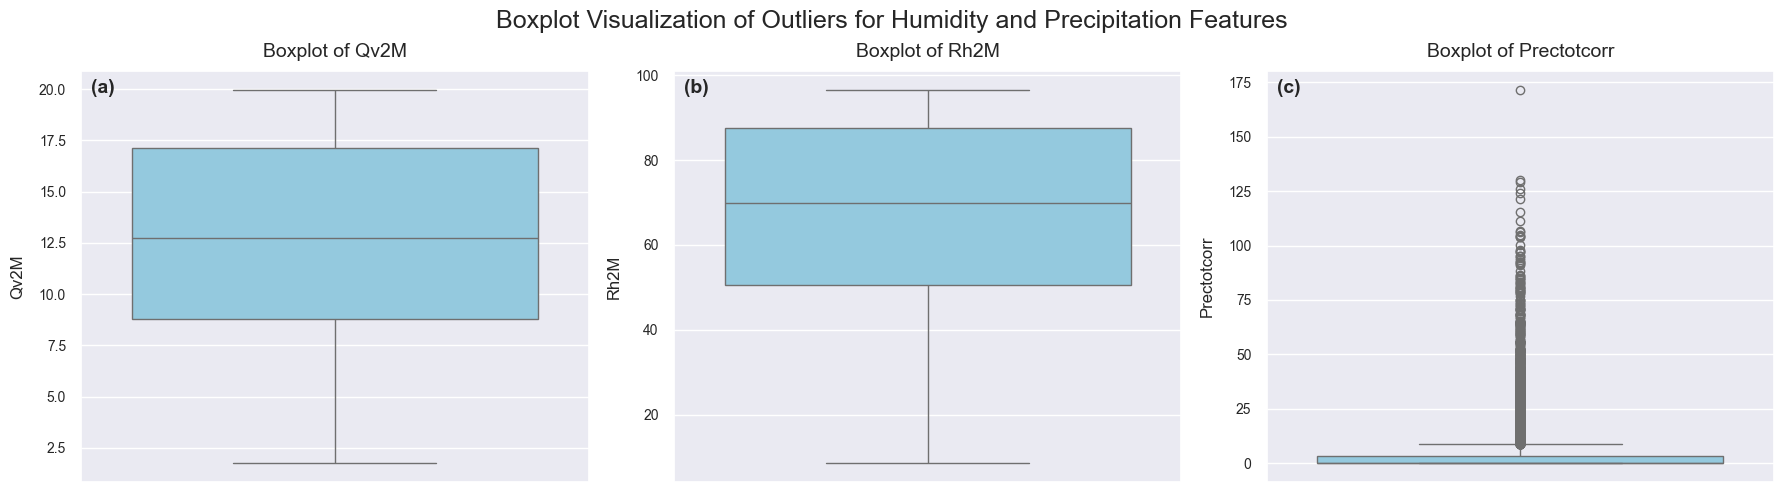 Boxplot Visualization of Outliers for Humidity and Precipitation Features
Boxplot of Qv2M
(a)
20.0
17.5
15.0
12.5
10.0
7.5
5.0
2.5
Qv2M
Boxplot of Rh2M
(b)
100
80
60
40
20
Rh2M
Boxplot of Prectotcorr
(c)
175
150
125
100
75
50
25
0
Prectotcorr